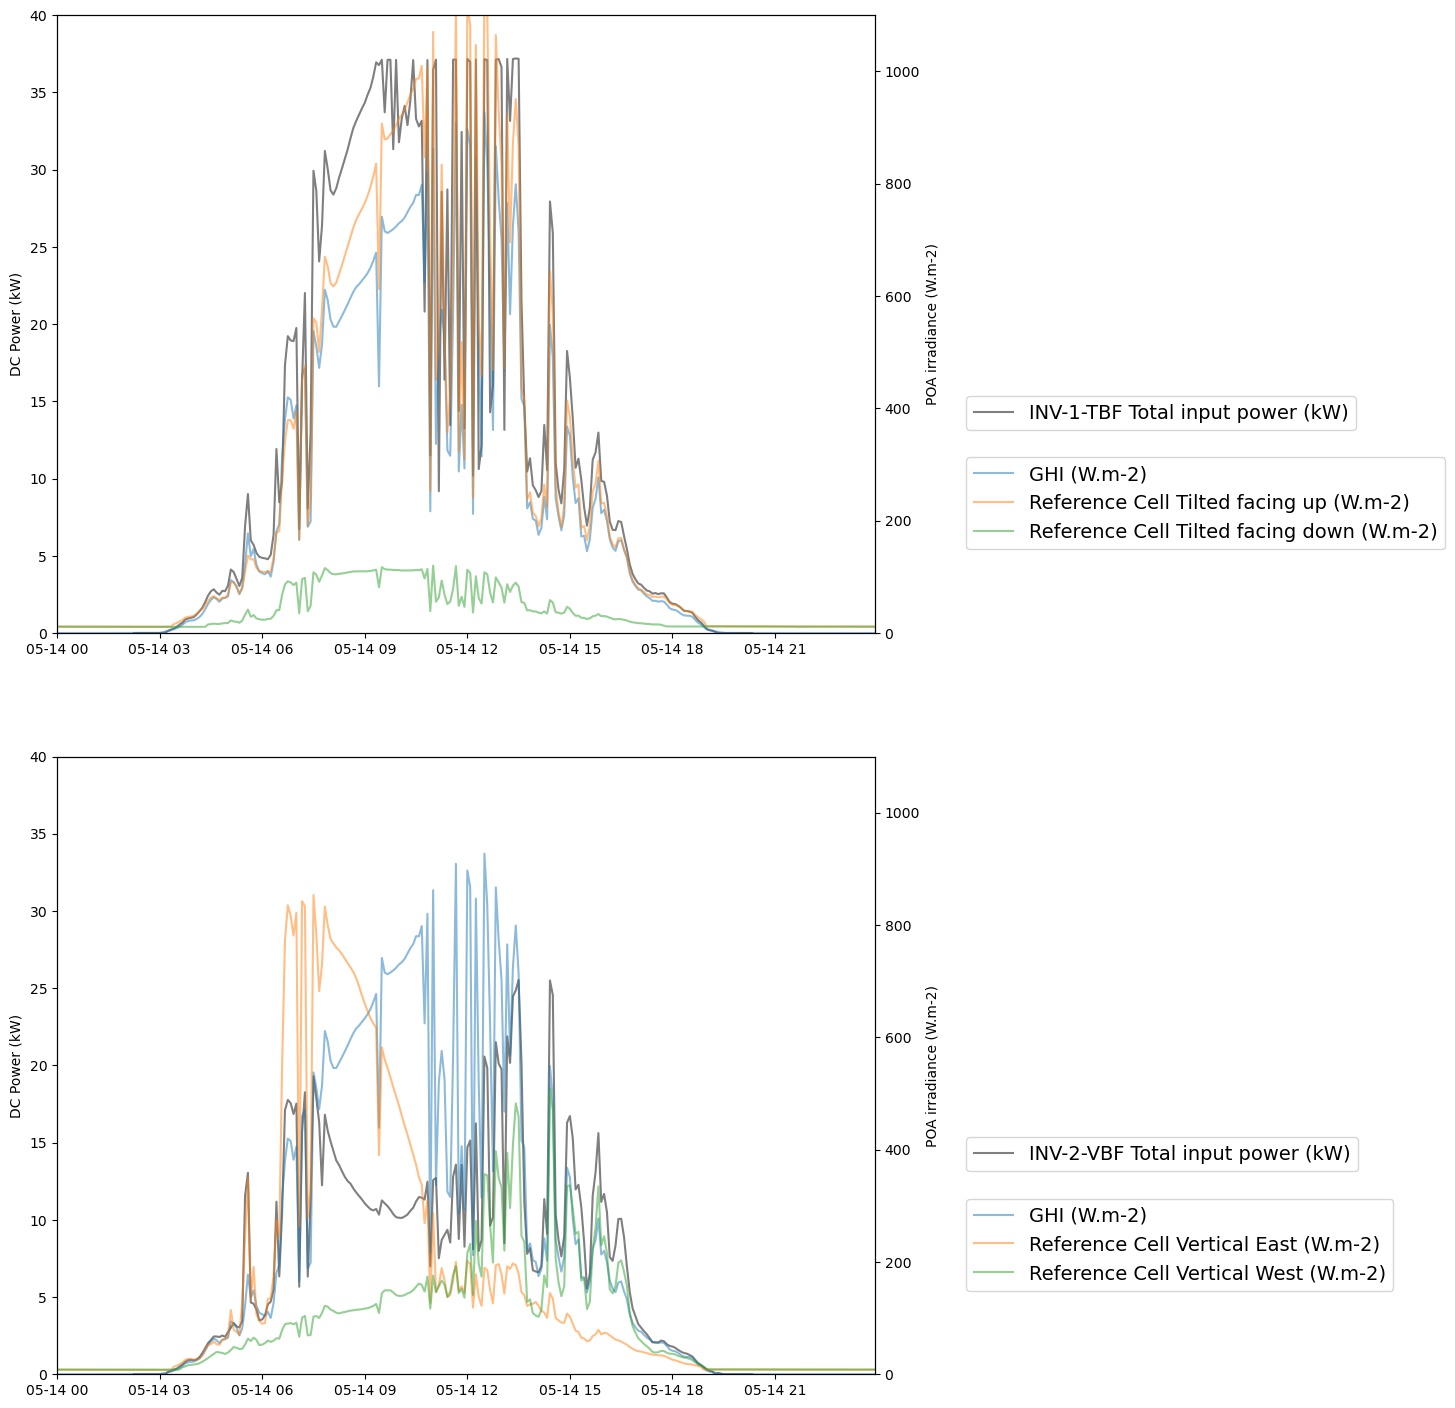 40
35
30
25
20
15
10
5
0
DC Power (kW)
1000
800
600
400
200
0
POA irradiance (W.m-2)
05-14 00 05-14 03 05-14 06 05-14 09 05-14 12 05-14 15 05-14 18 05-14 21
INV-1-TBF Total input power (kW)
GHI (W.m-2)
Reference Cell Tilted facing up (W.m-2)
Reference Cell Tilted facing down (W.m-2)
40
35
30
25
20
15
10
5
0
DC Power (kW)
1000
800
600
400
200
0
POA irradiance (W.m-2)
05-14 00 05-14 03 05-14 06 05-14 09 05-14 12 05-14 15 05-14 18 05-14 21
INV-2-VBF Total input power (kW)
GHI (W.m-2)
Reference Cell Vertical East (W.m-2)
Reference Cell Vertical West (W.m-2)